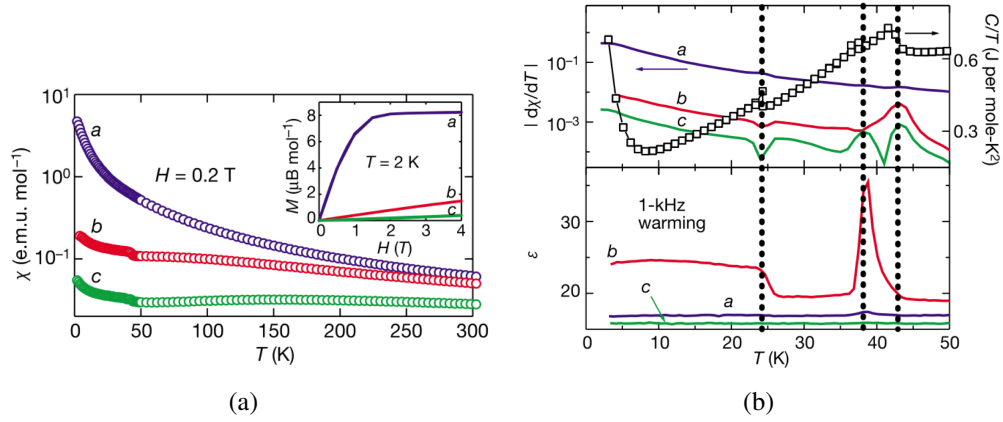 10¹
10⁰
10⁻¹
χ (e.m.u. mol⁻¹)
a
b
c
H = 0.2 T
0
50
100
150
200
250
300
T (K)
8
6
4
2
0
M (μB mol⁻¹)
T = 2 K
a
b
c
0
1
2
3
4
H (T)
(a)
10⁻¹
10⁻³
| dχ/dT |
a
b
c
0.6
0.3
C/T (J per mole-K²)
1-kHz
warming
35
25
20
ε
b
c
a
0
10
20
30
40
50
T (K)
(b)